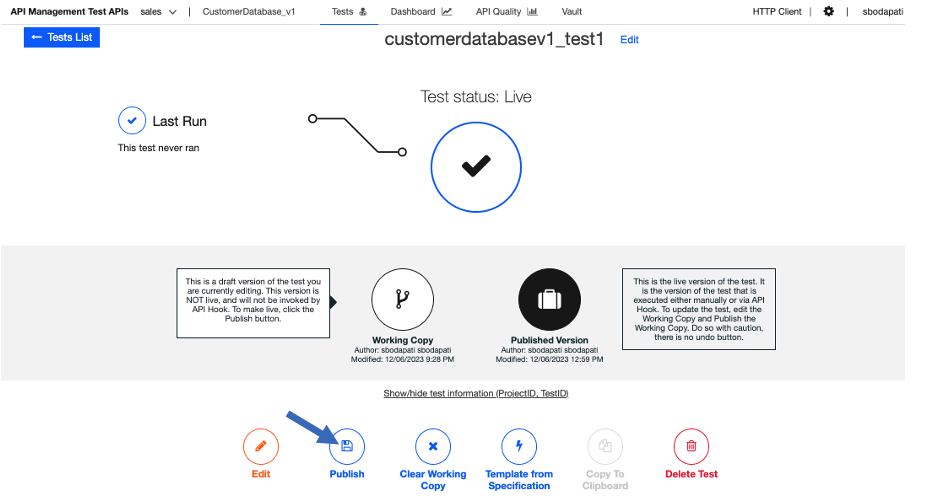 API Management Test APIs sales | CustomerDatabase_v1 Tests Dashboard API Quality Vault HTTP Client | | sbodapati
← Tests List
customerdatabasev1_test1 Edit
Test status: Live
Last Run
This test never ran
This is a draft version of the test you
are currently editing. This version is
NOT live, and will not be invoked by
API Hook. To make live, click the
Publish button.
Working Copy
Author: sbodapati sbodapati
Modified: 12/06/2023 9:28 PM
Published Version
Author: sbodapati sbodapati
Modified: 12/06/2023 12:59 PM
This is the live version of the test. It
is the version of the test that is
executed either manually or via API
Hook. To update the test, edit the
Working Copy and Publish the
Working Copy. Do so with caution,
there is no undo button.
Show/hide test information (ProjectID, TestID)
Edit
Publish
Clear Working
Copy
Template from
Specification
Copy To
Clipboard
Delete Test